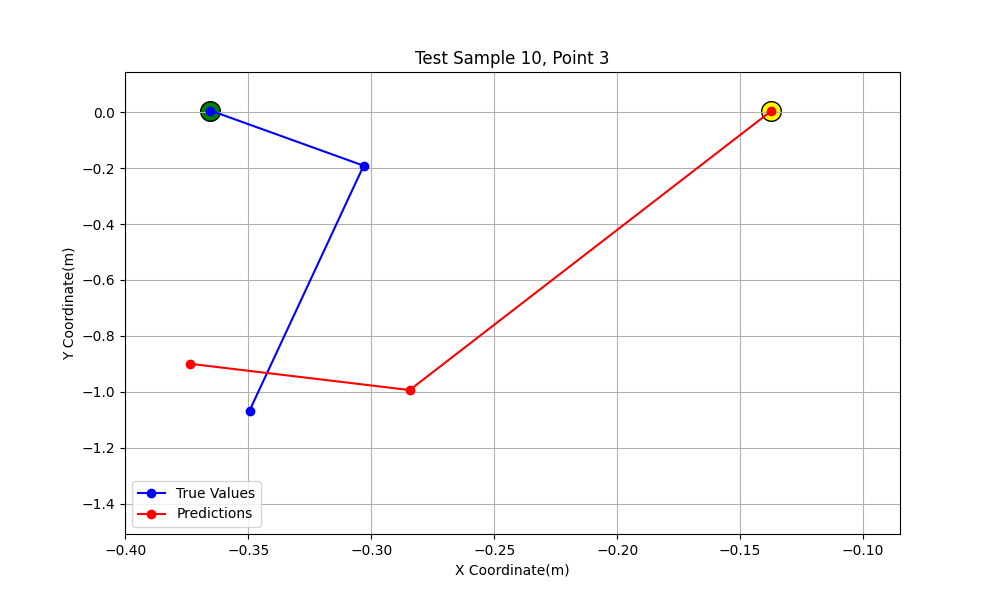 Test Sample 10, Point 3
Y Coordinate(m)
0.0
−0.2
−0.4
−0.6
−0.8
−1.0
−1.2
−1.4
True Values
Predictions
−0.40 −0.35 −0.30 −0.25 −0.20 −0.15 −0.10
X Coordinate(m)